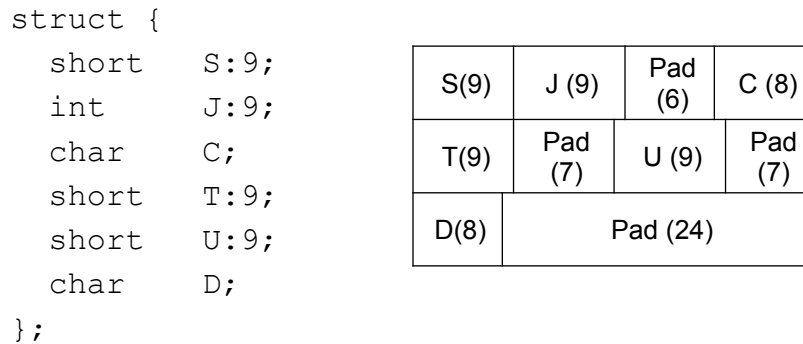 struct {
short S:9;
int J:9;
char C;
short T:9;
short U:9;
char D;
};
S(9) J (9) Pad (6) C (8)
T(9) Pad (7) U (9) Pad (7)
D(8) Pad (24)